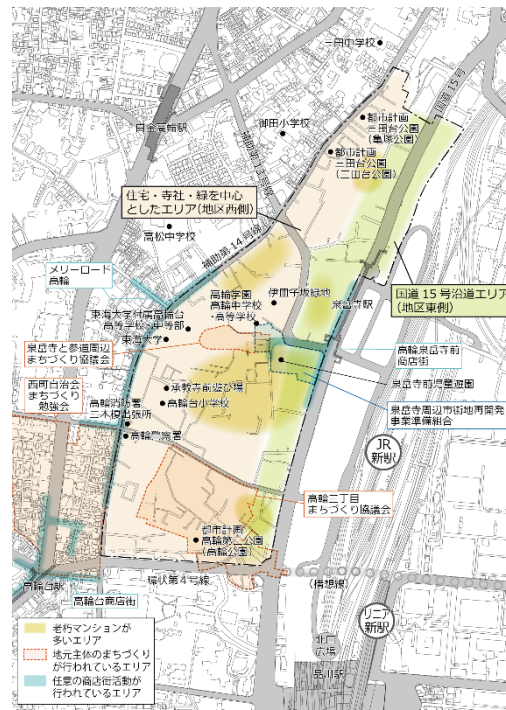 三田中学校
国道15号
白金高輪駅
御田小学校
補助第13号線
都市計画
三田台公園
(亀塚公園)
都市計画
三田台公園
(三田台公園)
住宅・寺社・緑を中心
としたエリア(地区西側)
高松中学校
補助第14号線
メリーロード
高輪
高輪学園
高輪中学校
・高等学校
伊皿子坂緑地
泉岳寺駅
国道15号沿道エリア
(地区東側)
東海大学付属高輪台
高等学校・中等部
東海大学
泉岳寺と参道周辺
まちづくり協議会
高輪泉岳寺前
商店街
泉岳寺前児童遊園
西町自治会
まちづくり
勉強会
承教寺前遊び場
高輪消防署
二本榎出張所
高輪台小学校
泉岳寺周辺市街地再開発
事業準備組合
高輪警察署
JR
新駅
高輪三丁目
まちづくり協議会
都市計画
高輪第一公園
(高輪公園)
高輪台駅
環状第4号線
(構想線)
高輪台商店街
リニア
新駅
北口
広場
品川駅
老朽マンションが
多いエリア
地元主体のまちづくり
が行われているエリア
任意の商店街活動が
行われているエリア